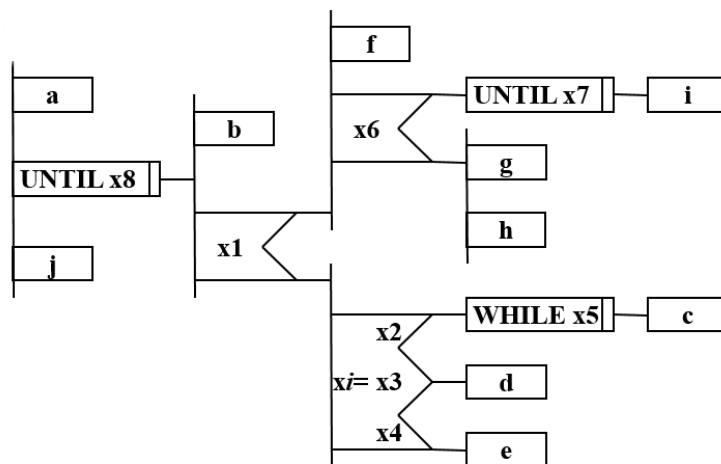 f
a
UNTIL x7
i
b
x6
UNTIL x8
g
h
x1
j
WHILE x5
c
x2
xi= x3
d
x4
e